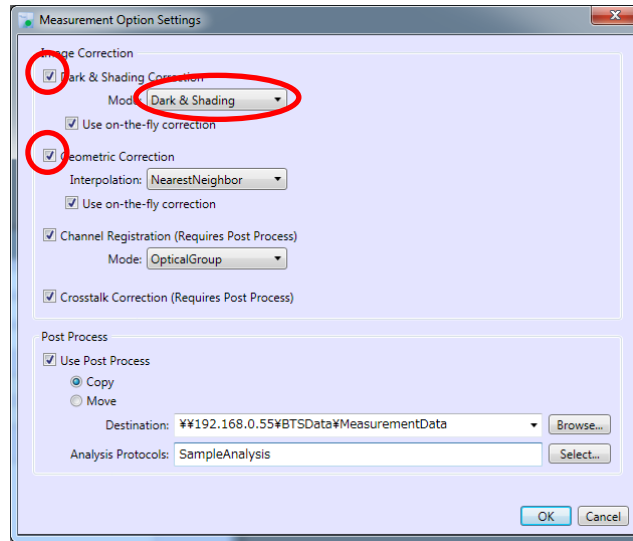 Measurement Option Settings
Image Correction
Dark & Shading Correction
Mode: Dark & Shading
Use on-the-fly correction
Geometric Correction
Interpolation: NearestNeighbor
Use on-the-fly correction
Channel Registration (Requires Post Process)
Mode: OpticalGroup
Crosstalk Correction (Requires Post Process)
Post Process
Use Post Process
Copy
Move
Destination: ¥¥192.168.0.55¥BTSData¥MeasurementData Browse...
Analysis Protocols: SampleAnalysis Select...
OK Cancel